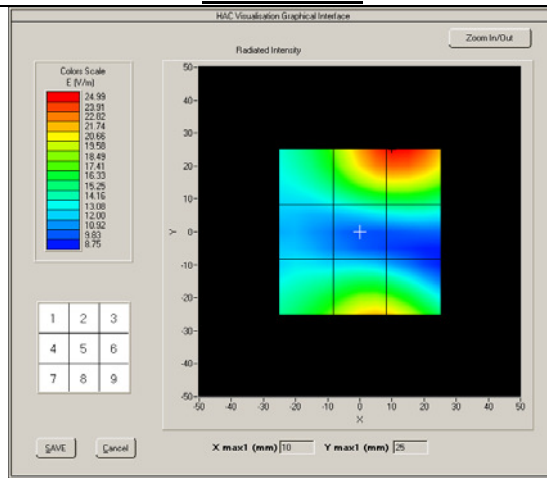 HAC Visualisation Graphical Interface
Zoom In/Out
Radiated Intensity
Colors Scale
E (V/m)
24.99
23.91
22.82
21.74
20.66
19.58
18.49
17.41
16.33
15.25
14.16
13.08
12.00
10.92
9.83
8.75
50
40
30
20
10
Y 0
-10
-20
-30
-40
-50
-50 -40 -30 -20 -10 0 10 20 30 40 50
X
1 2 3
4 5 6
7 8 9
SAVE Cancel
X max1 (mm) 10 Y max1 (mm) 25